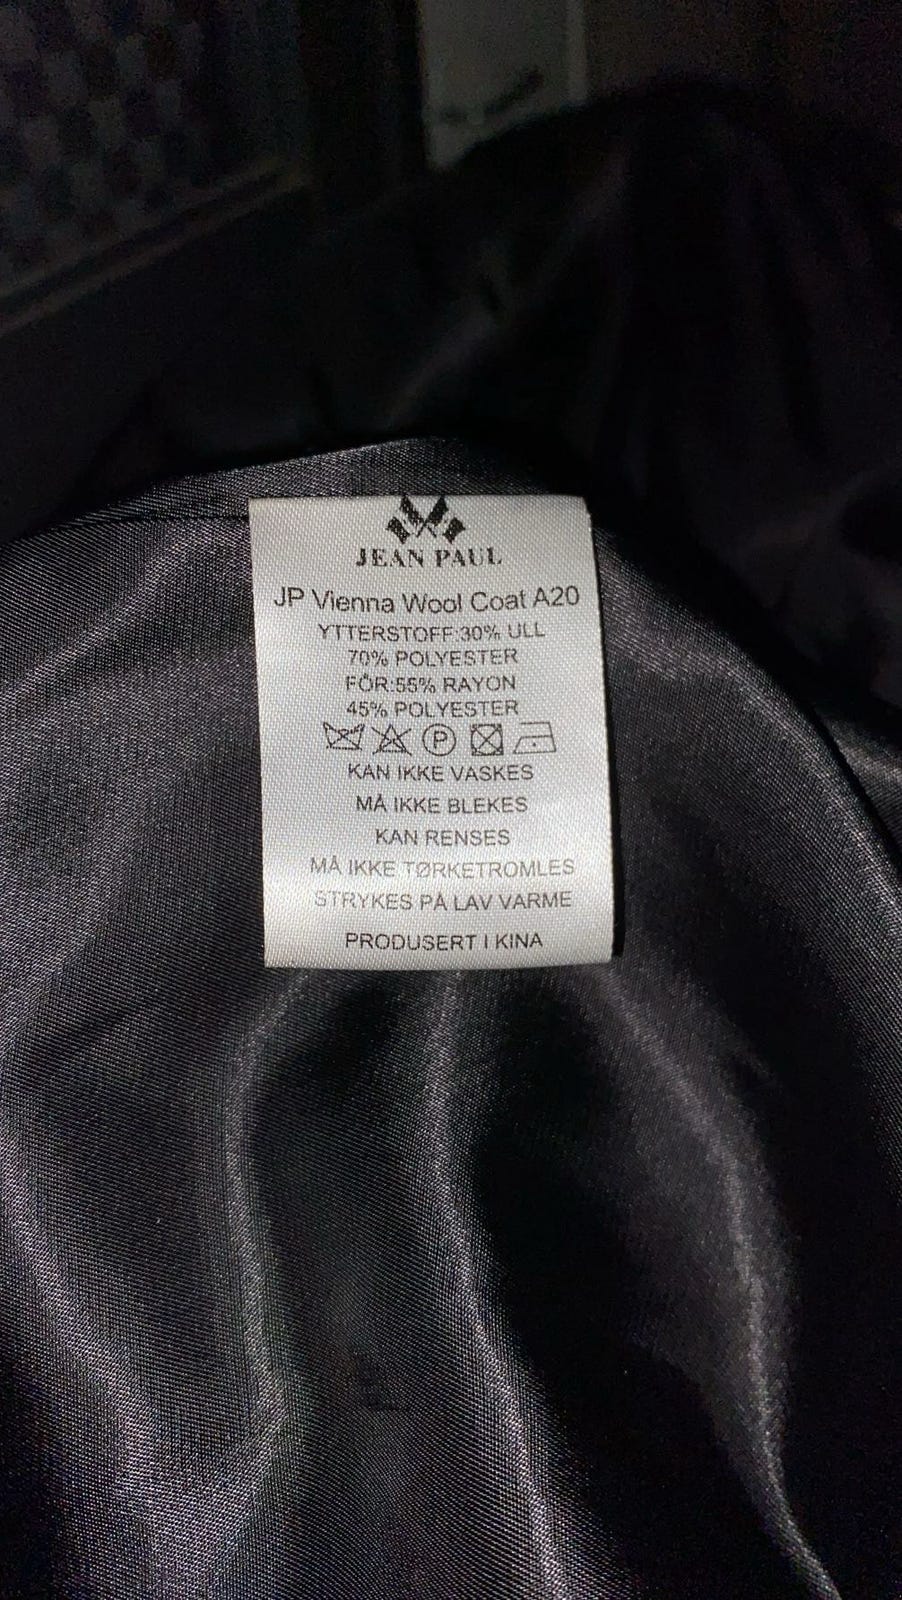 JEAN PAUL
JP Vienna Wool Coat A20
YTTERSTOFF:30% ULL
70% POLYESTER
FÔR:55% RAYON
45% POLYESTER
P
KAN IKKE VASKES
MÅ IKKE BLEKES
KAN RENSES
MÅ IKKE TØRKETROMLES
STRYKES PÅ LAV VARME
PRODUSERT I KINA